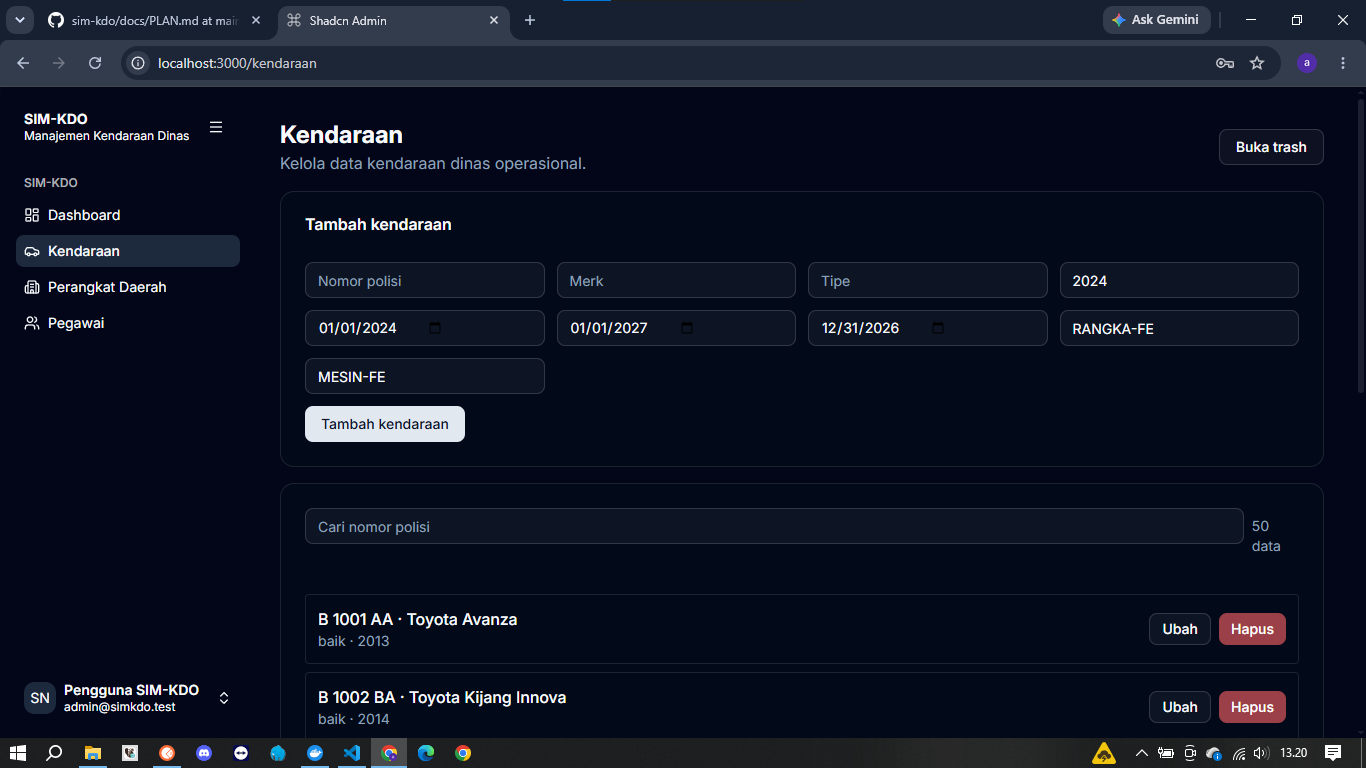 sim-kdo/docs/PLAN.md at mai
Shadcn Admin
Ask Gemini
localhost:3000/kendaraan
a
SIM-KDO
Manajemen Kendaraan Dinas
SIM-KDO
Dashboard
Kendaraan
Perangkat Daerah
Pegawai
Kendaraan
Kelola data kendaraan dinas operasional.
Buka trash
Tambah kendaraan
Nomor polisi
Merk
Tipe
2024
01/01/2024
01/01/2027
12/31/2026
RANGKA-FE
MESIN-FE
Tambah kendaraan
Cari nomor polisi
50
data
B 1001 AA · Toyota Avanza
baik · 2013
Ubah
Hapus
B 1002 BA · Toyota Kijang Innova
baik · 2014
Ubah
Hapus
SN
Pengguna SIM-KDO
admin@simkdo.test
13.20